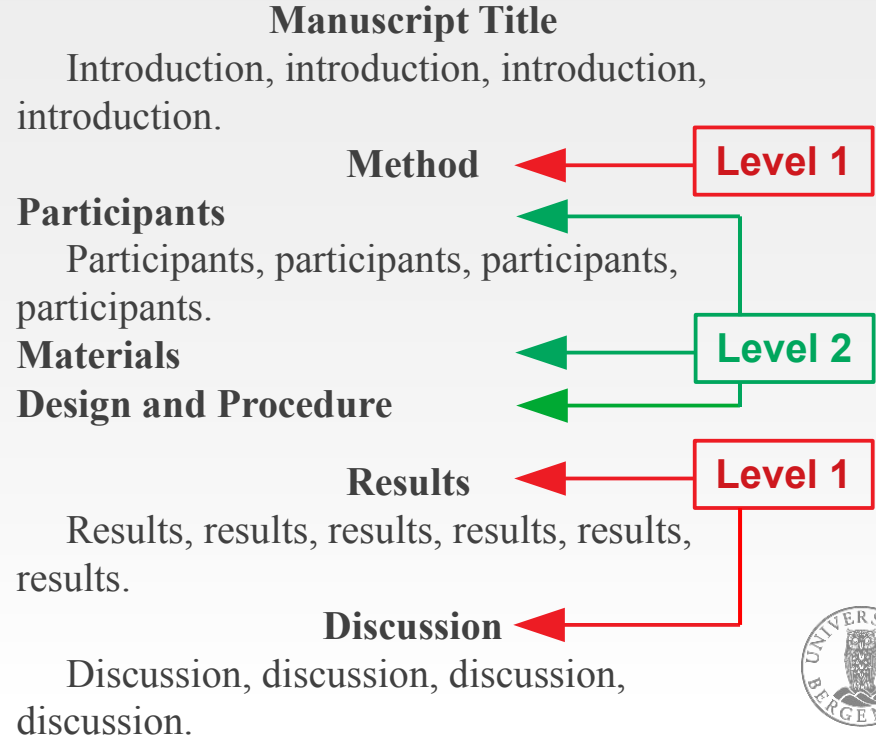 Manuscript Title
Introduction, introduction, introduction,
introduction.
Method
Level 1
Participants
Participants, participants, participants,
participants.
Materials
Level 2
Design and Procedure
Results
Level 1
Results, results, results, results, results,
results.
Discussion
Discussion, discussion, discussion,
discussion.